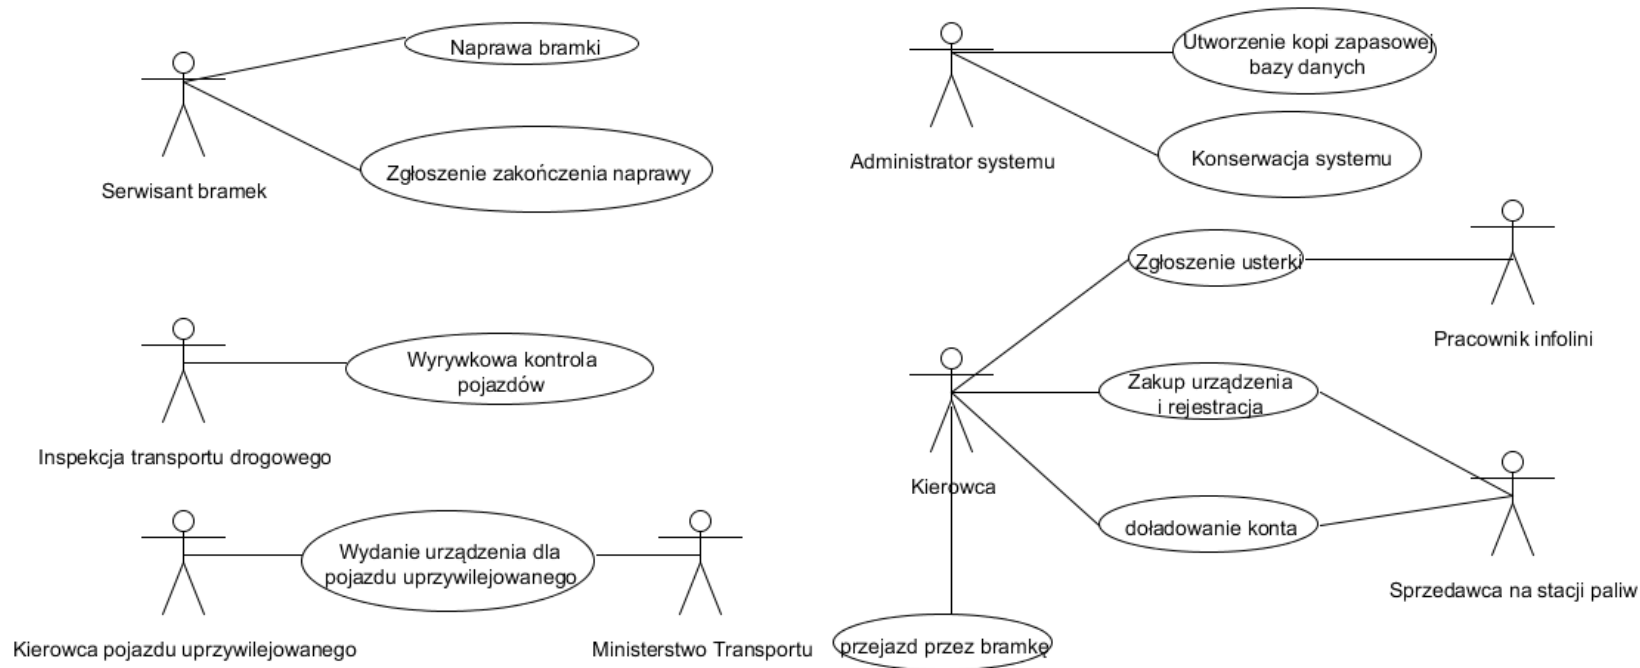 Naprawa bramki
Zgłoszenie zakończenia naprawy
Serwisant bramek
Utworzenie kopi zapasowej
bazy danych
Administrator systemu
Konserwacja systemu
Zgłoszenie usterki
Pracownik infolini
Wyrywkowa kontrola
pojazdów
Inspekcja transportu drogowego
Zakup urządzenia
i rejestracja
Kierowca
doładowanie konta
Sprzedawca na stacji paliw
Wydanie urządzenia dla
pojazdu uprzywilejowanego
Kierowca pojazdu uprzywilejowanego
Ministerstwo Transportu
przejazd przez bramkę